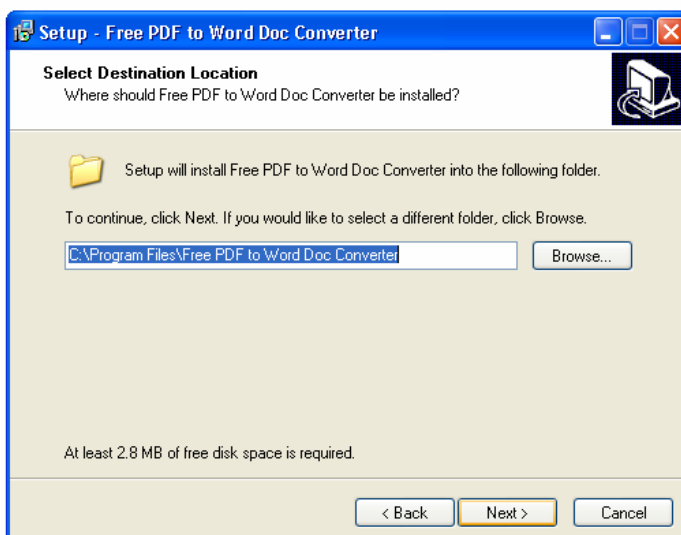 Setup - Free PDF to Word Doc Converter
Select Destination Location
Where should Free PDF to Word Doc Converter be installed?
Setup will install Free PDF to Word Doc Converter into the following folder.
To continue, click Next. If you would like to select a different folder, click Browse.
C:\Program Files\Free PDF to Word Doc Converter
Browse...
At least 2.8 MB of free disk space is required.
< Back Next > Cancel